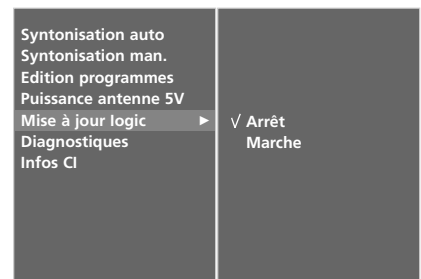 Syntonisation auto
Syntonisation man.
Edition programmes
Puissance antenne 5V
Mise à jour logic ►
Diagnostiques
Infos CI
√ Arrêt
Marche